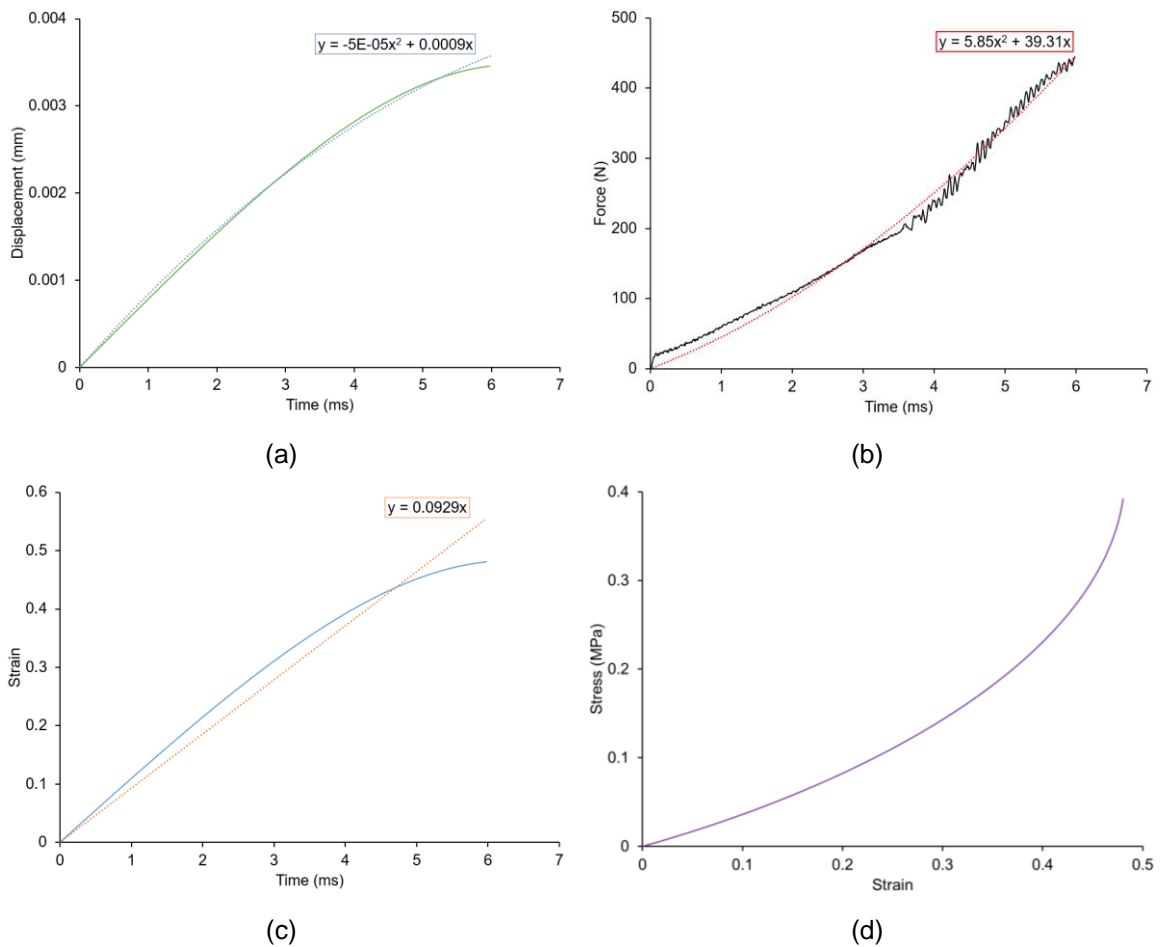 0.004
0.003
0.002
0.001
0
Displacement (mm)
y = -5E-05x² + 0.0009x
0 1 2 3 4 5 6 7
Time (ms)
(a)
500
400
300
200
100
0
Force (N)
y = 5.85x² + 39.31x
0 1 2 3 4 5 6 7
Time (ms)
(b)
0.6
0.5
0.4
0.3
0.2
0.1
0
Strain
y = 0.0929x
0 1 2 3 4 5 6 7
Time (ms)
(c)
0.4
0.3
0.2
0.1
0
Stress (MPa)
0 0.1 0.2 0.3 0.4 0.5
Strain
(d)